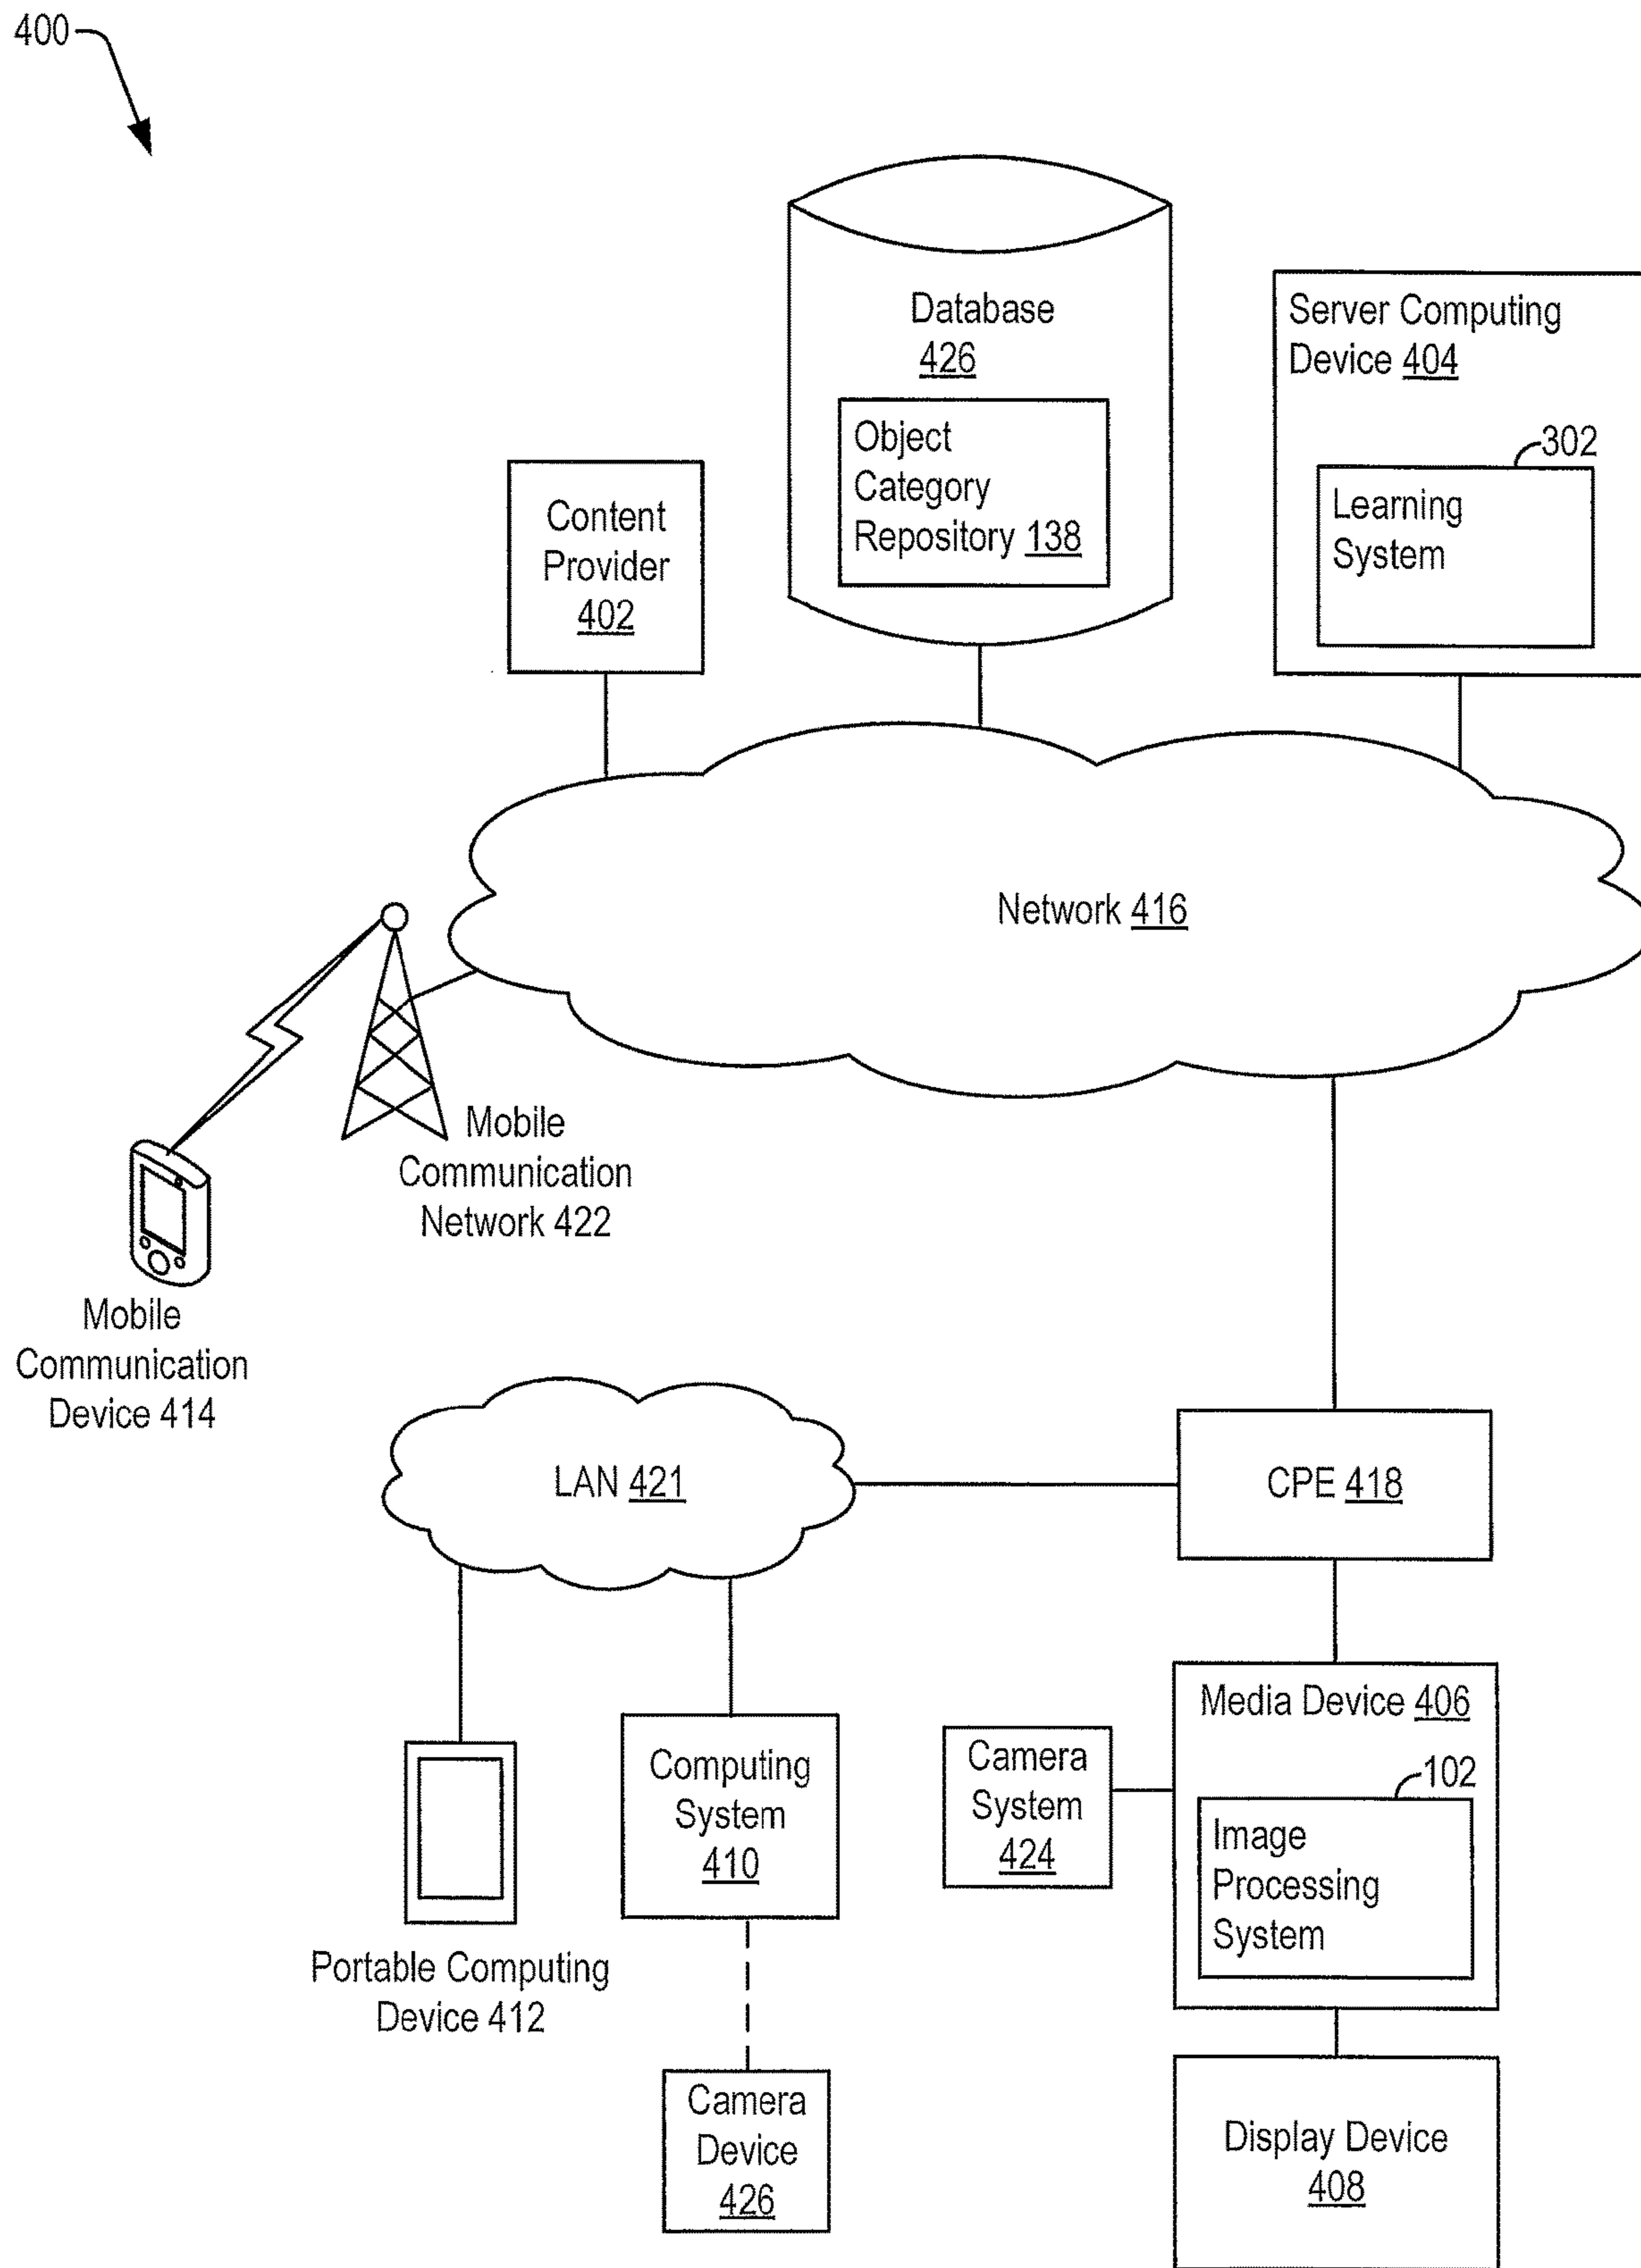 400
Database
426
Object
Category
Repository 138
Server Computing
Device 404
302
Learning
System
Content
Provider
402
Network 416
Mobile
Communication
Network 422
Mobile
Communication
Device 414
LAN 421
CPE 418
Media Device 406
102
Image
Processing
System
Camera
System
424
Computing
System
410
Portable Computing
Device 412
Camera
Device
426
Display Device
408